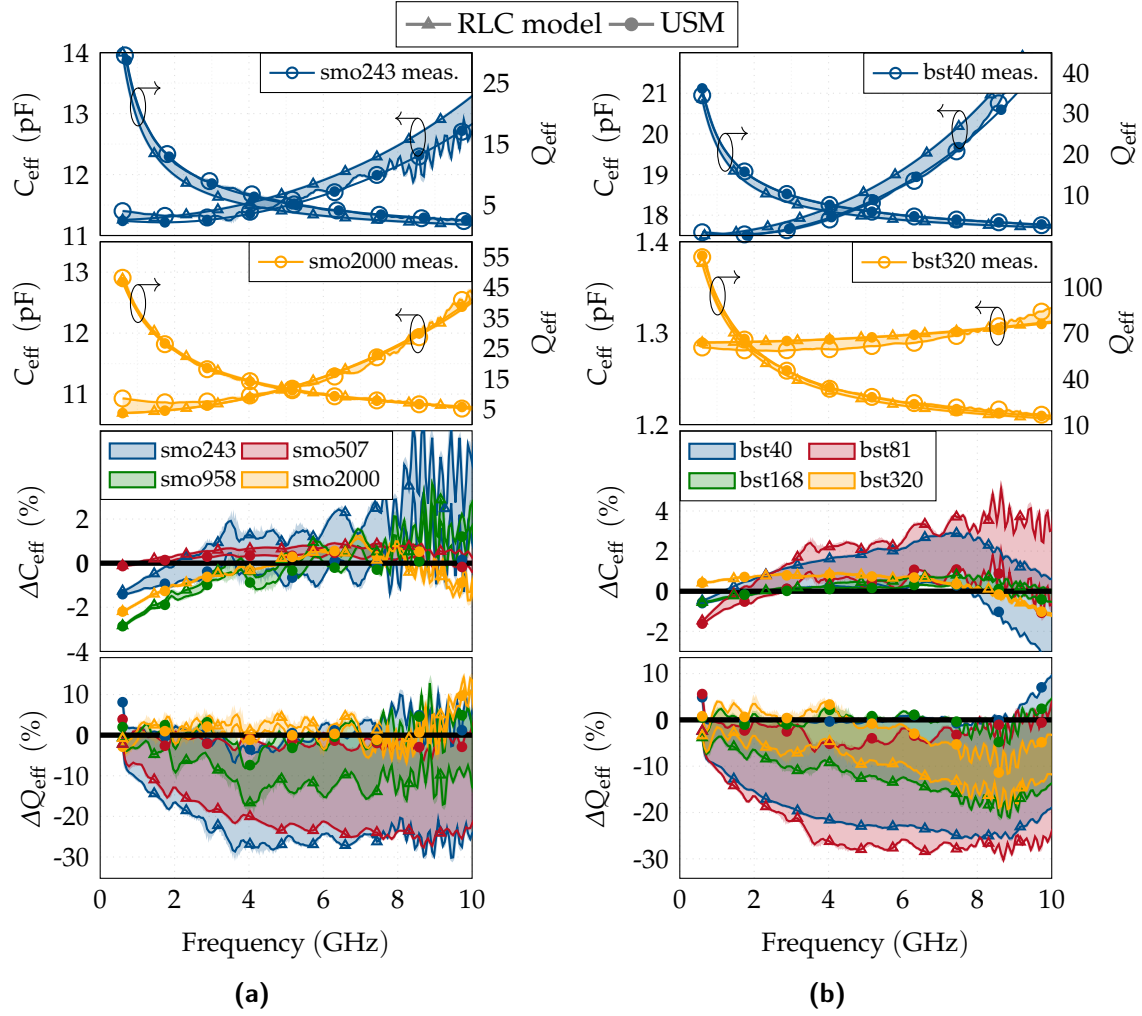 RLC model USM
14
13
12
11
C_eff (pF)
25
15
5
Q_eff
smo243 meas.
13
12
11
C_eff (pF)
55
45
35
25
15
5
Q_eff
smo2000 meas.
2
0
-2
-4
ΔC_eff (%)
smo243 smo507
smo958 smo2000
10
0
-10
-20
-30
ΔQ_eff (%)
0 2 4 6 8 10
Frequency (GHz)
(a)
21
20
19
18
C_eff (pF)
40
30
20
10
Q_eff
bst40 meas.
1.4
1.3
1.2
C_eff (pF)
100
70
40
10
Q_eff
bst320 meas.
4
2
0
-2
ΔC_eff (%)
bst40 bst81
bst168 bst320
10
0
-10
-20
-30
ΔQ_eff (%)
0 2 4 6 8 10
Frequency (GHz)
(b)